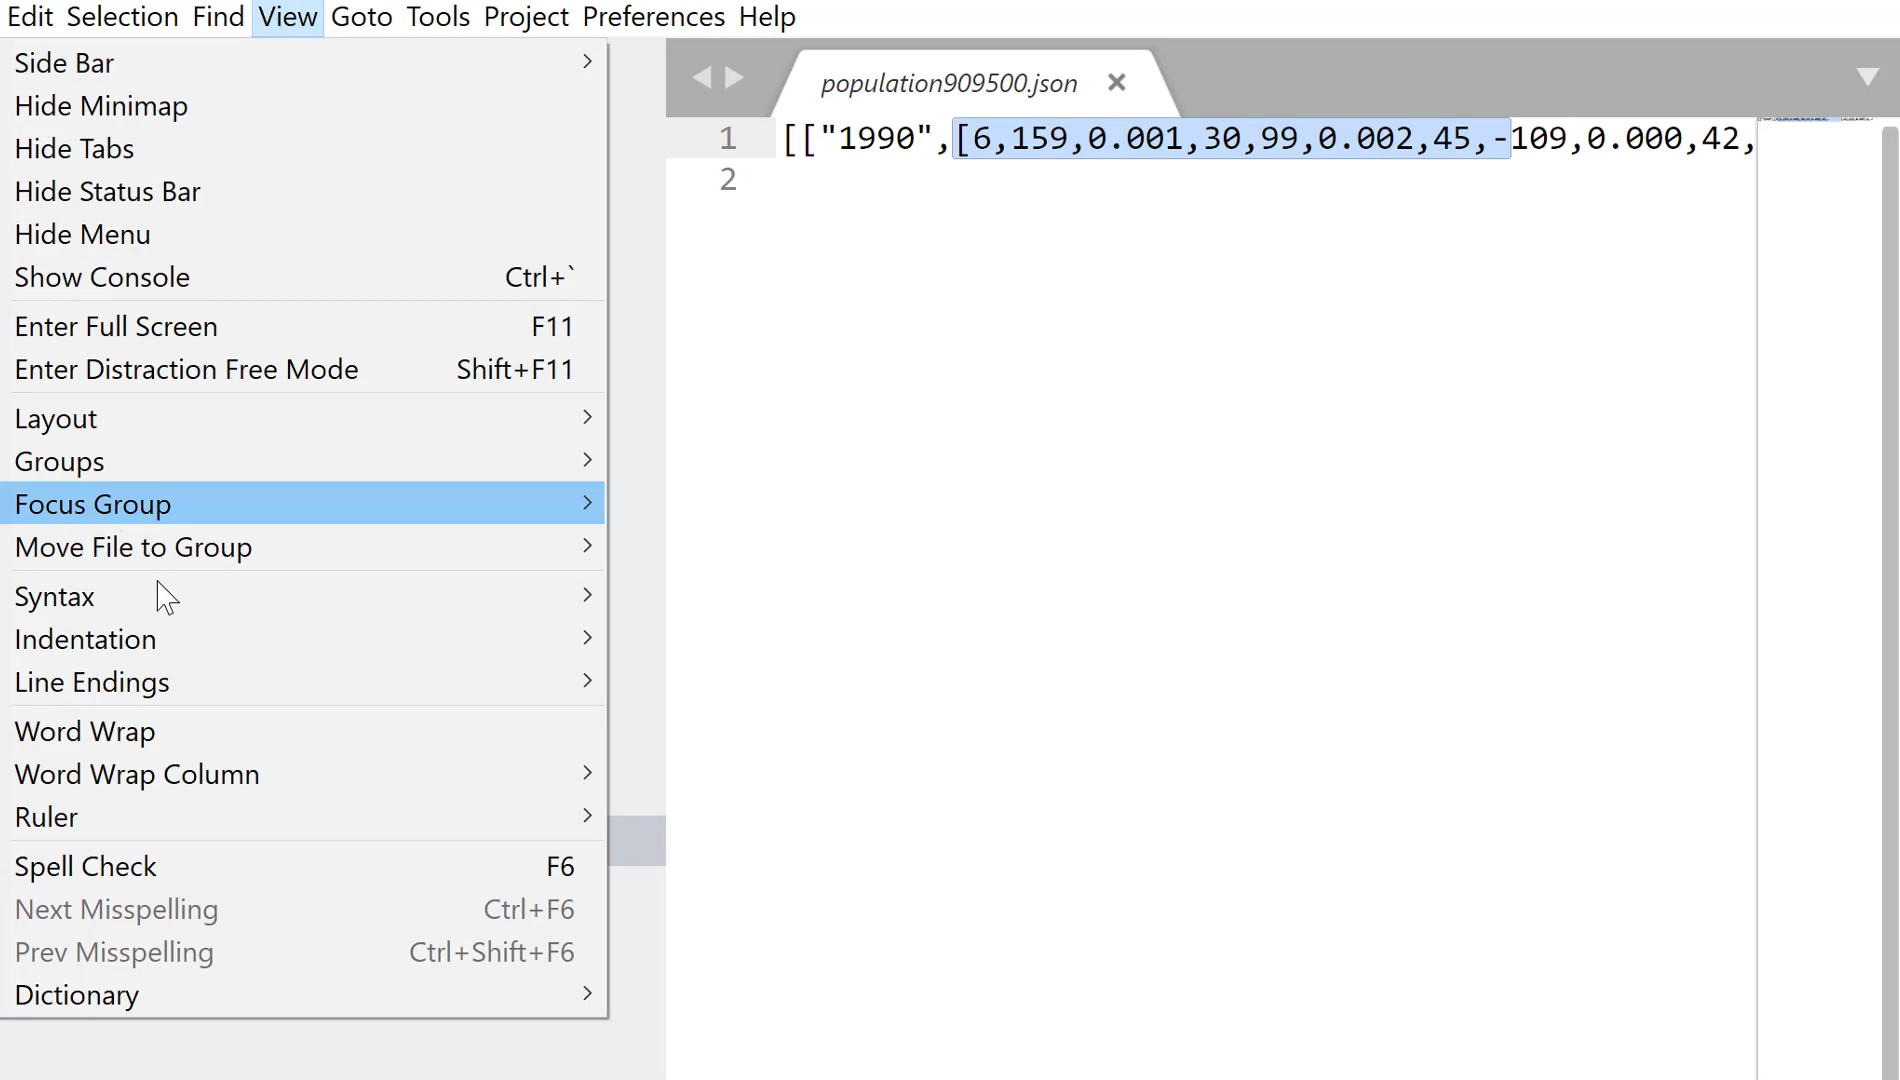 Edit Selection Find View Goto Tools Project Preferences Help
Side Bar
Hide Minimap
Hide Tabs
Hide Status Bar
Hide Menu
Show Console Ctrl+`
Enter Full Screen F11
Enter Distraction Free Mode Shift+F11
Layout
Groups
Focus Group
Move File to Group
Syntax
Indentation
Line Endings
Word Wrap
Word Wrap Column
Ruler
Spell Check F6
Next Misspelling Ctrl+F6
Prev Misspelling Ctrl+Shift+F6
Dictionary
population909500.json
1 [["1990",[6,159,0.001,30,99,0.002,45,-109,0.000,42,
2